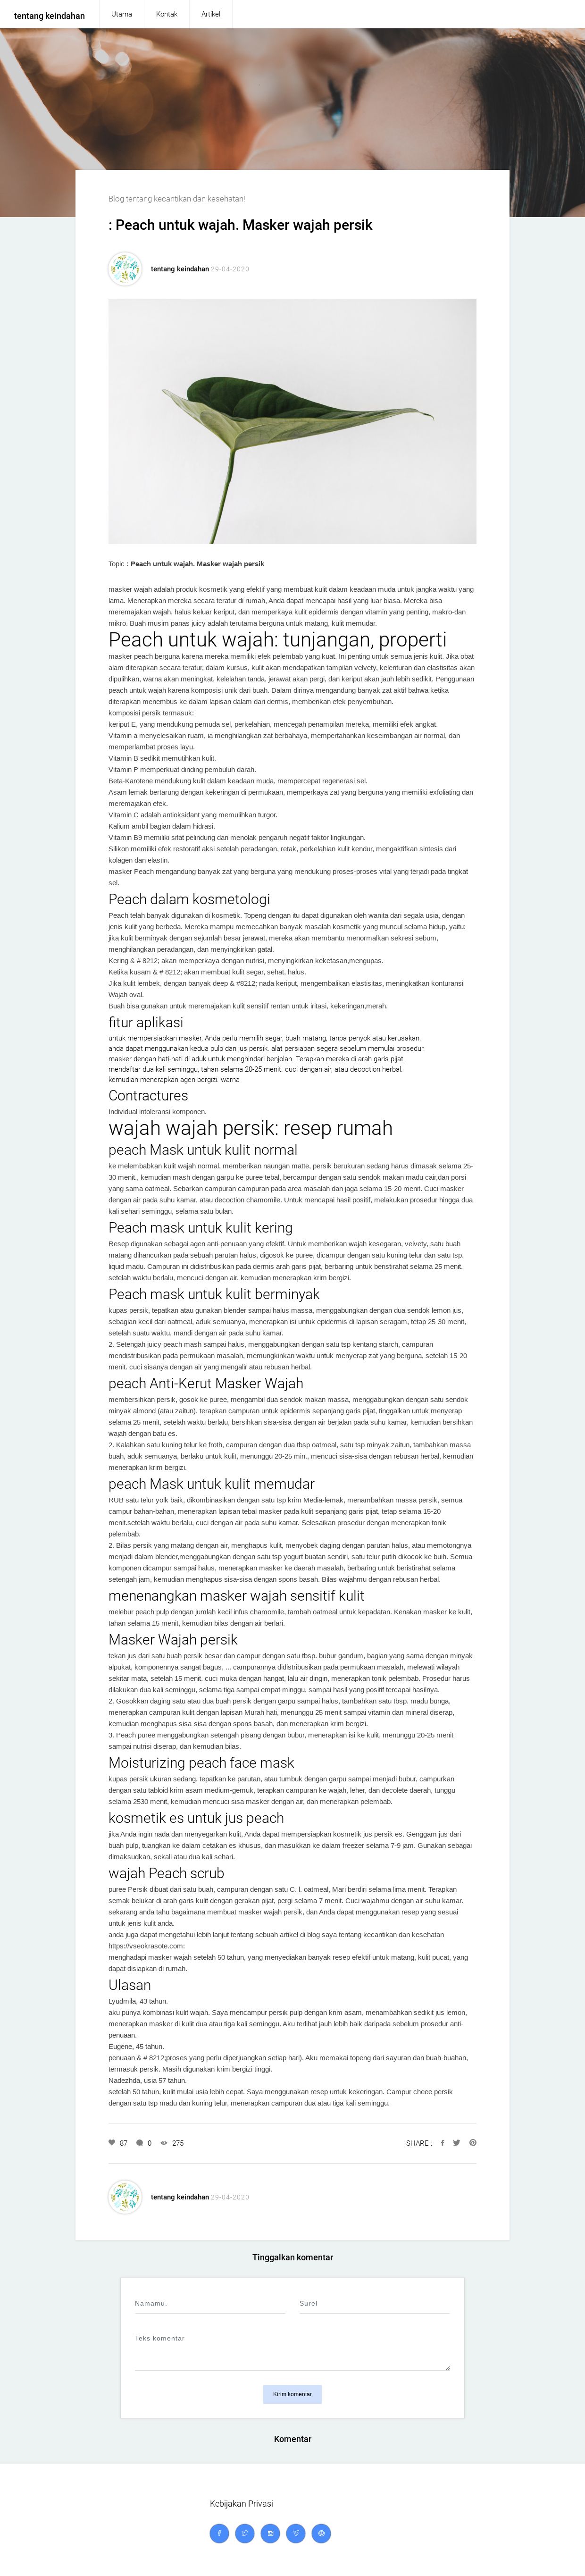 tentang keindahan
Utama
Kontak
Artikel
Blog tentang kecantikan dan kesehatan!
: Peach untuk wajah. Masker wajah persik
tentang keindahan 29-04-2020
Topic : Peach untuk wajah. Masker wajah persik
masker wajah adalah produk kosmetik yang efektif yang membuat kulit dalam keadaan muda untuk jangka waktu yang
lama. Menerapkan mereka secara teratur di rumah, Anda dapat mencapai hasil yang luar biasa. Mereka bisa
meremajakan wajah, halus keluar keriput, dan memperkaya kulit epidermis dengan vitamin yang penting, makro-dan
mikro. Buah musim panas juicy adalah terutama berguna untuk matang, kulit memudar.
Peach untuk wajah: tunjangan, properti
masker peach berguna karena mereka memiliki efek pelembab yang kuat. Ini penting untuk semua jenis kulit. Jika obat
alam diterapkan secara teratur, dalam kursus, kulit akan mendapatkan tampilan velvety, kelenturan dan elastisitas akan
dipulihkan, warna akan meningkat, kelelahan tanda, jerawat akan pergi, dan keriput akan jauh lebih sedikit. Penggunaan
peach untuk wajah karena komposisi unik dari buah. Dalam dirinya mengandung banyak zat aktif bahwa ketika
diterapkan menembus ke dalam lapisan dalam dari dermis, memberikan efek penyembuhan.
komposisi persik termasuk:
keriput E, yang mendukung pemuda sel, perkelahian, mencegah penampilan mereka, memiliki efek angkat.
Vitamin a menyelesaikan ruam, ia menghilangkan zat berbahaya, mempertahankan keseimbangan air normal, dan
memperlambat proses layu.
Vitamin B sedikit memutihkan kulit.
Vitamin P memperkuat dinding pembuluh darah.
Beta-Karotene mendukung kulit dalam keadaan muda, mempercepat regenerasi sel.
Asam lemak bertarung dengan kekeringan di permukaan, memperkaya zat yang berguna yang memiliki exfoliating dan
meremajakan efek.
Vitamin C adalah antioksidant yang memulihkan turgor.
Kalium ambil bagian dalam hidrasi.
Vitamin B9 memiliki sifat pelindung dan menolak pengaruh negatif faktor lingkungan.
Silikon memiliki efek restoratif aksi setelah peradangan, retak, perkelahian kulit kendur, mengaktifkan sintesis dari
kolagen dan elastin.
masker Peach mengandung banyak zat yang berguna yang mendukung proses-proses vital yang terjadi pada tingkat
sel.
Peach dalam kosmetologi
Peach telah banyak digunakan di kosmetik. Topeng dengan itu dapat digunakan oleh wanita dari segala usia, dengan
jenis kulit yang berbeda. Mereka mampu memecahkan banyak masalah kosmetik yang muncul selama hidup, yaitu:
jika kulit berminyak dengan sejumlah besar jerawat, mereka akan membantu menormalkan sekresi sebum,
menghilangkan peradangan, dan menyingkirkan gatal.
Kering & # 8212; akan memperkaya dengan nutrisi, menyingkirkan keketasan,mengupas.
Ketika kusam & # 8212; akan membuat kulit segar, sehat, halus.
Jika kulit lembek, dengan banyak deep & #8212; nada keriput, mengembalikan elastisitas, meningkatkan konturansi
Wajah oval.
Buah bisa gunakan untuk meremajakan kulit sensitif rentan untuk iritasi, kekeringan,merah.
fitur aplikasi
untuk mempersiapkan masker, Anda perlu memilih segar, buah matang, tanpa penyok atau kerusakan.
anda dapat menggunakan kedua pulp dan jus persik. alat persiapan segera sebelum memulai prosedur.
masker dengan hati-hati di aduk untuk menghindari benjolan. Terapkan mereka di arah garis pijat.
mendaftar dua kali seminggu, tahan selama 20-25 menit. cuci dengan air, atau decoction herbal.
kemudian menerapkan agen bergizi. warna
Contractures
Individual intoleransi komponen.
wajah wajah persik: resep rumah
peach Mask untuk kulit normal
ke melembabkan kulit wajah normal, memberikan naungan matte, persik berukuran sedang harus dimasak selama 25-
30 menit., kemudian mash dengan garpu ke puree tebal, bercampur dengan satu sendok makan madu cair,dan porsi
yang sama oatmeal. Sebarkan campuran campuran pada area masalah dan jaga selama 15-20 menit. Cuci masker
dengan air pada suhu kamar, atau decoction chamomile. Untuk mencapai hasil positif, melakukan prosedur hingga dua
kali sehari seminggu, selama satu bulan.
Peach mask untuk kulit kering
Resep digunakan sebagai agen anti-penuaan yang efektif. Untuk memberikan wajah kesegaran, velvety, satu buah
matang dihancurkan pada sebuah parutan halus, digosok ke puree, dicampur dengan satu kuning telur dan satu tsp.
liquid madu. Campuran ini didistribusikan pada dermis arah garis pijat, berbaring untuk beristirahat selama 25 menit.
setelah waktu berlalu, mencuci dengan air, kemudian menerapkan krim bergizi.
Peach mask untuk kulit berminyak
kupas persik, tepatkan atau gunakan blender sampai halus massa, menggabungkan dengan dua sendok lemon jus,
sebagian kecil dari oatmeal, aduk semuanya, menerapkan isi untuk epidermis di lapisan seragam, tetap 25-30 menit,
setelah suatu waktu, mandi dengan air pada suhu kamar.
2. Setengah juicy peach mash sampai halus, menggabungkan dengan satu tsp kentang starch, campuran
mendistribusikan pada permukaan masalah, memungkinkan waktu untuk menyerap zat yang berguna, setelah 15-20
menit. cuci sisanya dengan air yang mengalir atau rebusan herbal.
peach Anti-Kerut Masker Wajah
membersihkan persik, gosok ke puree, mengambil dua sendok makan massa, menggabungkan dengan satu sendok
minyak almond (atau zaitun), terapkan campuran untuk epidermis sepanjang garis pijat, tinggalkan untuk menyerap
selama 25 menit, setelah waktu berlalu, bersihkan sisa-sisa dengan air berjalan pada suhu kamar, kemudian bersihkan
wajah dengan batu es.
2. Kalahkan satu kuning telur ke froth, campuran dengan dua tbsp oatmeal, satu tsp minyak zaitun, tambahkan massa
buah, aduk semuanya, berlaku untuk kulit, menunggu 20-25 min., mencuci sisa-sisa dengan rebusan herbal, kemudian
menerapkan krim bergizi.
peach Mask untuk kulit memudar
RUB satu telur yolk baik, dikombinasikan dengan satu tsp krim Media-lemak, menambahkan massa persik, semua
campur bahan-bahan, menerapkan lapisan tebal masker pada kulit sepanjang garis pijat, tetap selama 15-20
menit.setelah waktu berlalu, cuci dengan air pada suhu kamar. Selesaikan prosedur dengan menerapkan tonik
pelembab.
2. Bilas persik yang matang dengan air, menghapus kulit, menyobek daging dengan parutan halus, atau memotongnya
menjadi dalam blender,menggabungkan dengan satu tsp yogurt buatan sendiri, satu telur putih dikocok ke buih. Semua
komponen dicampur sampai halus, menerapkan masker ke daerah masalah, berbaring untuk beristirahat selama
setengah jam, kemudian menghapus sisa-sisa dengan spons basah. Bilas wajahmu dengan rebusan herbal.
menenangkan masker wajah sensitif kulit
melebur peach pulp dengan jumlah kecil infus chamomile, tambah oatmeal untuk kepadatan. Kenakan masker ke kulit,
tahan selama 15 menit, kemudian bilas dengan air berlari.
Masker Wajah persik
tekan jus dari satu buah persik besar dan campur dengan satu tbsp. bubur gandum, bagian yang sama dengan minyak
alpukat, komponennya sangat bagus, ... campurannya didistribusikan pada permukaan masalah, melewati wilayah
sekitar mata, setelah 15 menit. cuci muka dengan hangat, lalu air dingin, menerapkan tonik pelembab. Prosedur harus
dilakukan dua kali seminggu, selama tiga sampai empat minggu, sampai hasil yang positif tercapai hasilnya.
2. Gosokkan daging satu atau dua buah persik dengan garpu sampai halus, tambahkan satu tbsp. madu bunga,
menerapkan campuran kulit dengan lapisan Murah hati, menunggu 25 menit sampai vitamin dan mineral diserap,
kemudian menghapus sisa-sisa dengan spons basah, dan menerapkan krim bergizi.
3. Peach puree menggabungkan setengah pisang dengan bubur, menerapkan isi ke kulit, menunggu 20-25 menit
sampai nutrisi diserap, dan kemudian bilas.
Moisturizing peach face mask
kupas persik ukuran sedang, tepatkan ke parutan, atau tumbuk dengan garpu sampai menjadi bubur, campurkan
dengan satu tabloid krim asam medium-gemuk, terapkan campuran ke wajah, leher, dan decolete daerah, tunggu
selama 2530 menit, kemudian mencuci sisa masker dengan air, dan menerapkan pelembab.
kosmetik es untuk jus peach
jika Anda ingin nada dan menyegarkan kulit, Anda dapat mempersiapkan kosmetik jus persik es. Genggam jus dari
buah pulp, tuangkan ke dalam cetakan es khusus, dan masukkan ke dalam freezer selama 7-9 jam. Gunakan sebagai
dimaksudkan, sekali atau dua kali sehari.
wajah Peach scrub
puree Persik dibuat dari satu buah, campuran dengan satu C. l. oatmeal, Mari berdiri selama lima menit. Terapkan
semak belukar di arah garis kulit dengan gerakan pijat, pergi selama 7 menit. Cuci wajahmu dengan air suhu kamar.
sekarang anda tahu bagaimana membuat masker wajah persik, dan Anda dapat menggunakan resep yang sesuai
untuk jenis kulit anda.
anda juga dapat mengetahui lebih lanjut tentang sebuah artikel di blog saya tentang kecantikan dan kesehatan
https://vseokrasote.com:
menghadapi masker wajah setelah 50 tahun, yang menyediakan banyak resep efektif untuk matang, kulit pucat, yang
dapat disiapkan di rumah.
Ulasan
Lyudmila, 43 tahun.
aku punya kombinasi kulit wajah. Saya mencampur persik pulp dengan krim asam, menambahkan sedikit jus lemon,
menerapkan masker di kulit dua atau tiga kali seminggu. Aku terlihat jauh lebih baik daripada sebelum prosedur anti-
penuaan.
Eugene, 45 tahun.
penuaan & # 8212;proses yang perlu diperjuangkan setiap hari). Aku memakai topeng dari sayuran dan buah-buahan,
termasuk persik. Masih digunakan krim bergizi tinggi.
Nadezhda, usia 57 tahun.
setelah 50 tahun, kulit mulai usia lebih cepat. Saya menggunakan resep untuk kekeringan. Campur cheee persik
dengan satu tsp madu dan kuning telur, menerapkan campuran dua atau tiga kali seminggu.
87
0
275
SHARE :
tentang keindahan 29-04-2020
Tinggalkan komentar
Namamu.
Surel
Teks komentar
Kirim komentar
Komentar
Kebijakan Privasi